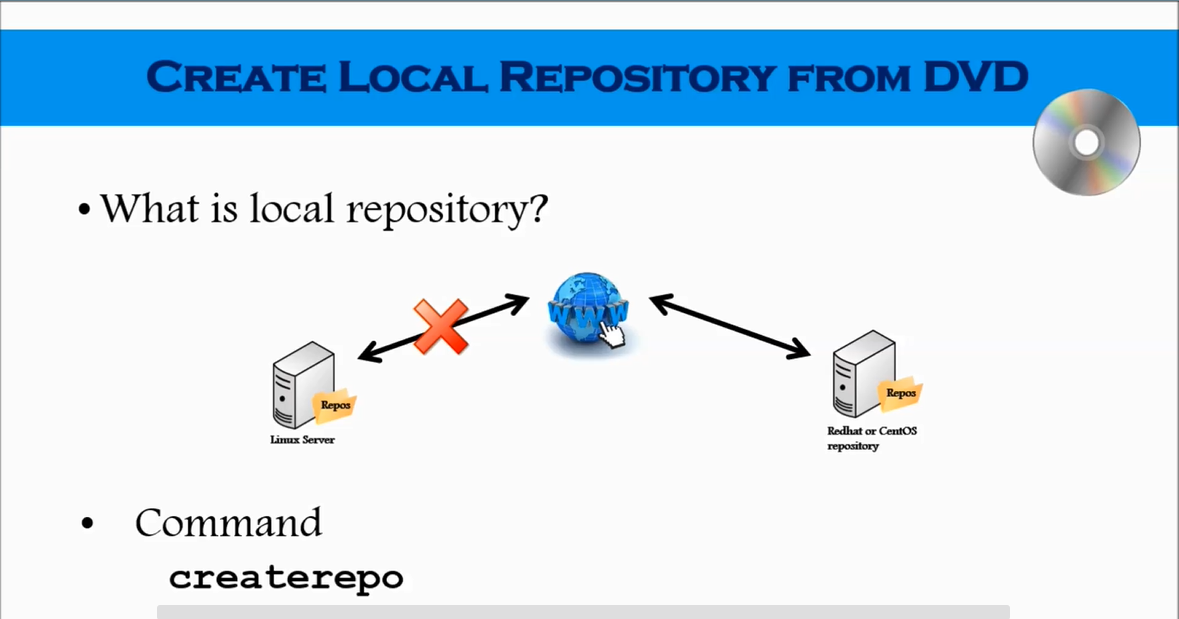 CREATE LOCAL REPOSITORY FROM DVD
• What is local repository?
WWW
Repos
Linux Server
Repos
Redhat or CentOS
repository
• Command
createrepo